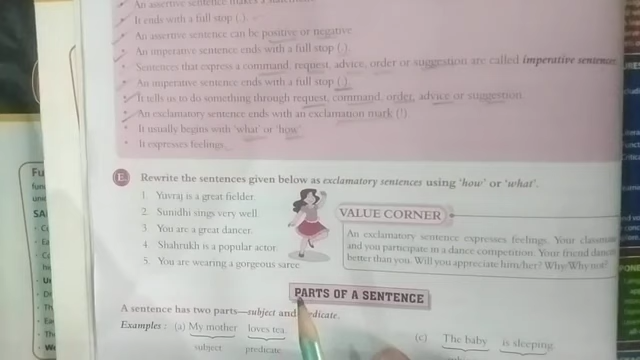 An assertive sentence makes a
It ends with a full stop (.).
An assertive sentence can be positive or negative
An imperative sentence ends with a full stop (.).
Sentences that express a command, request, advice, order or suggestion are called imperative
An imperative sentence ends with a full stop (.).
It tells us to do something through request, command, order, advice or suggestion.
An exclamatory sentence ends with an exclamation mark (!).
It usually begins with 'what' or 'how'
It expresses feelings.
E. Rewrite the sentences given below as exclamatory sentences using 'how' or 'what'.
1. Yuvraj is a great fielder.
2. Sunidhi sings very well.
3. You are a great dancer.
4. Shahrukh is a popular actor.
5. You are wearing a gorgeous saree.
VALUE CORNER
An exclamatory sentence expresses feelings. Your
and you participate in a dance competition. Your friend
better than you. Will you appreciate him/her? Why/Why not?
PARTS OF A SENTENCE
A sentence has two parts—subject and
Examples : (a) My mother loves tea.
subject predicate
(c) The baby is sleeping.